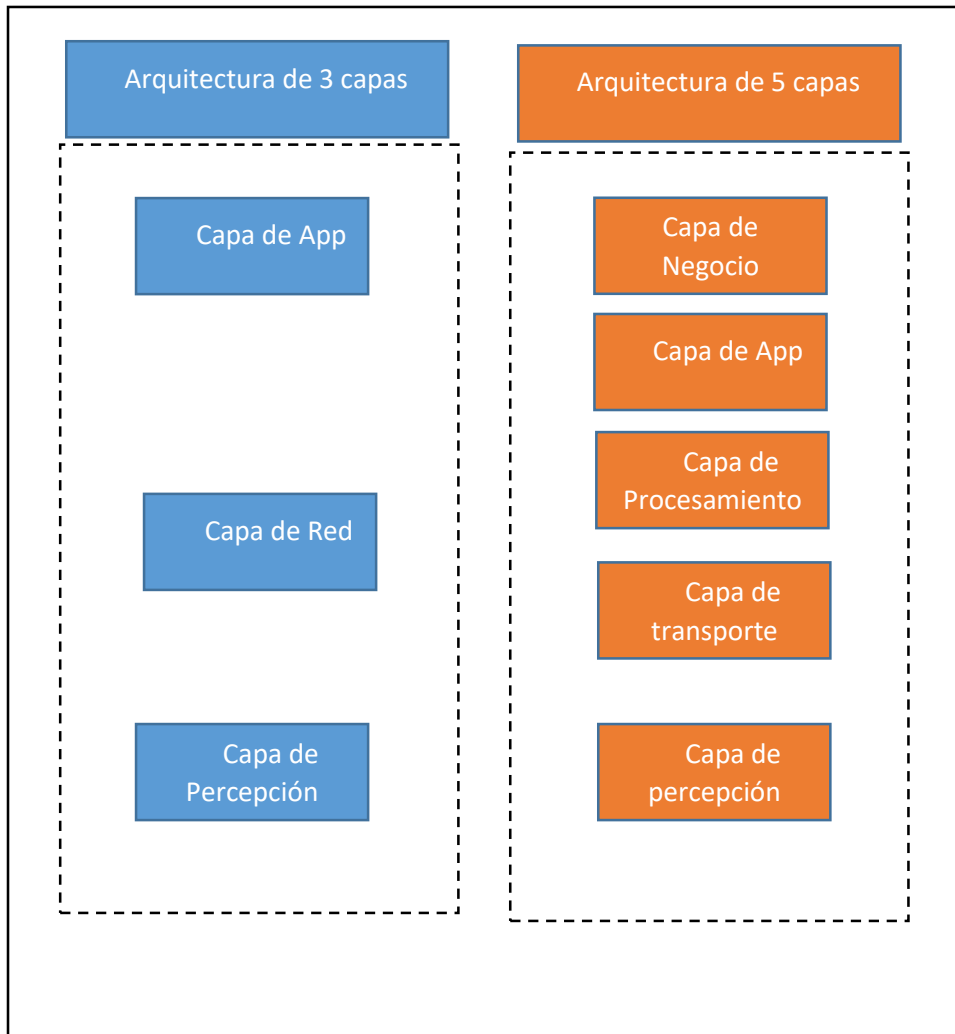 Arquitectura de 3 capas
Capa de App
Capa de Red
Capa de
Percepción
Arquitectura de 5 capas
Capa de
Negocio
Capa de App
Capa de
Procesamiento
Capa de
transporte
Capa de
percepción